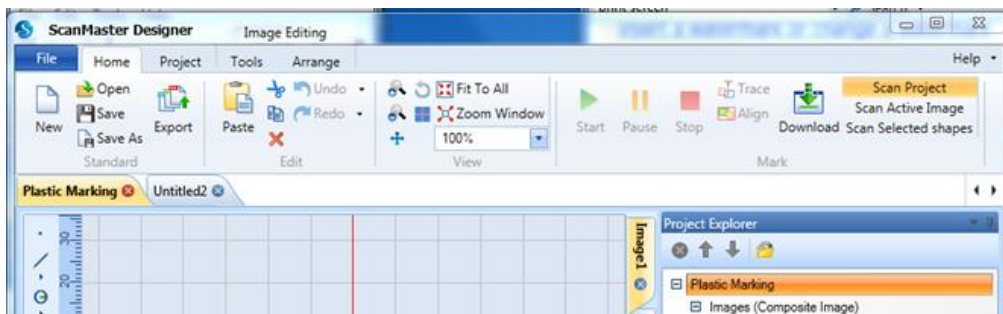 ScanMaster Designer Image Editing
File Home Project Tools Arrange Help
New
Open
Save
Save As
Export
Standard
Paste
Undo
Redo
Edit
Fit To All
Zoom Window
100%
View
Start Pause Stop
Trace
Align
Download
Scan Project
Scan Active Image
Scan Selected shapes
Mark
Plastic Marking Untitled2
30
20
Image1
Project Explorer
Plastic Marking
Images (Composite Image)